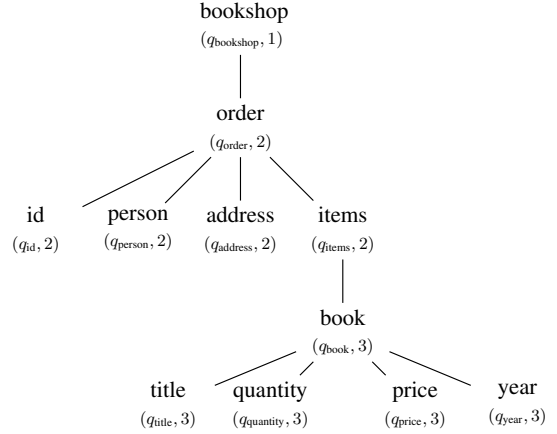 bookshop
(q_bookshop, 1)
order
(q_order, 2)
id person address items
(q_id, 2) (q_person, 2) (q_address, 2) (q_items, 2)
book
(q_book, 3)
title quantity price year
(q_title, 3) (q_quantity, 3) (q_price, 3) (q_year, 3)